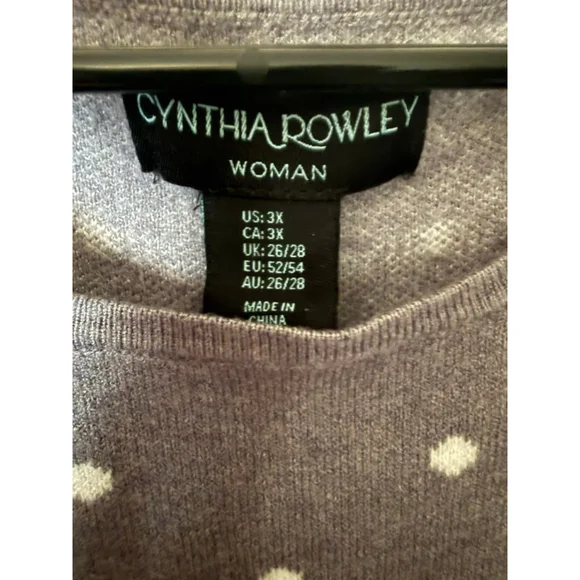 CYNTHIA ROWLEY
WOMAN
US: 3X
CA: 3X
UK: 26/28
EU: 52/54
AU: 26/28
MADE IN
CHINA